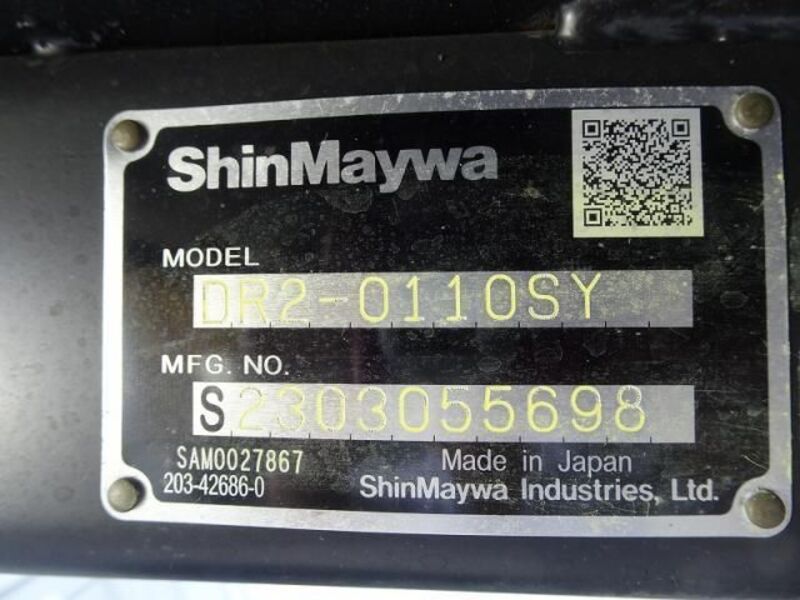 ShinMaywa
MODEL
DR2-0110SY
MFG. NO.
S2303055698
SAM0027867
203-42686-0
Made in Japan
ShinMaywa Industries, Ltd.